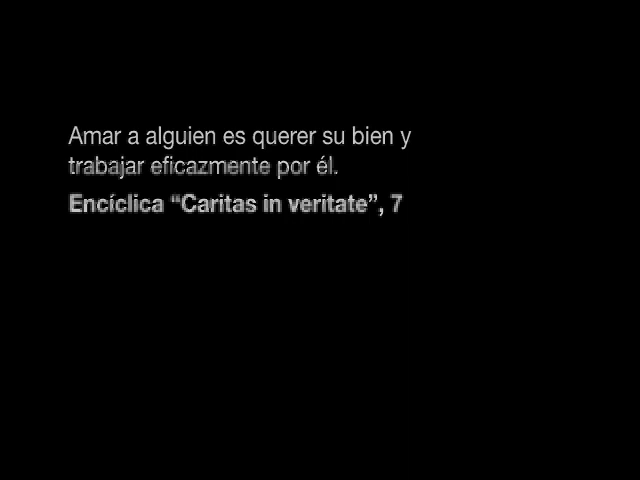 Amar a alguien es querer su bien y
trabajar eficazmente por él.
Encíclica “Caritas in veritate”, 7